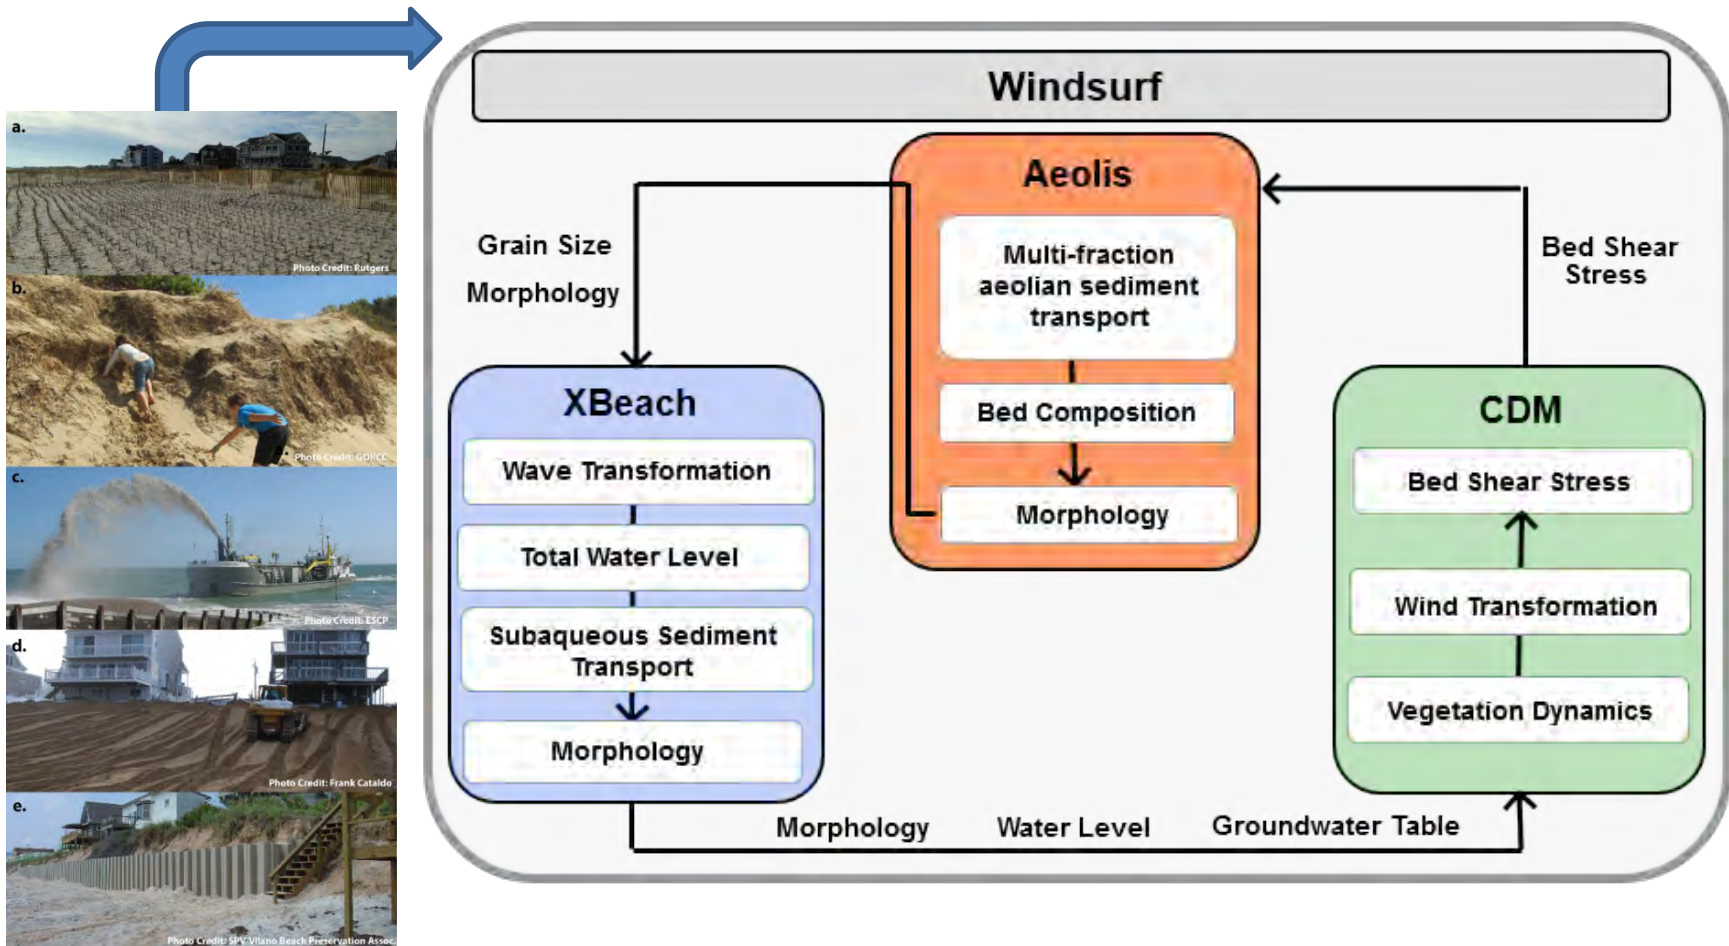 a.
Photo Credit: Rutgers
b.
Photo Credit: GORCC
c.
Photo Credit: ESCP
d.
Photo Credit: Frank Cataldo
e.
Photo Credit: SPV Vilano Beach Preservation Assoc.
Windsurf
Aeolis
Multi-fraction
aeolian sediment
transport
Bed Composition
Morphology
Grain Size
Morphology
XBeach
Wave Transformation
Total Water Level
Subaqueous Sediment
Transport
Morphology
Morphology Water Level Groundwater Table
Bed Shear
Stress
CDM
Bed Shear Stress
Wind Transformation
Vegetation Dynamics